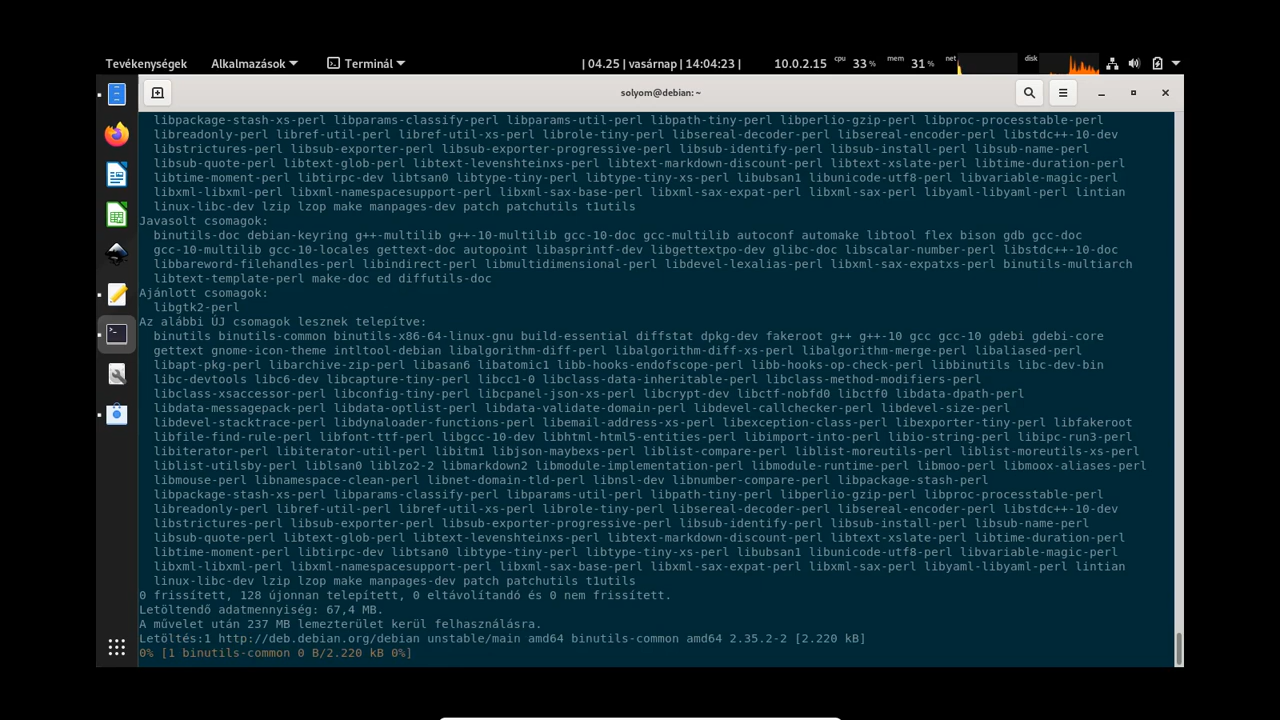 Tevékenységek Alkalmazások Terminál | 04.25 | vasárnap | 14:04:23 | 10.0.2.15 cpu 33 % mem 31 % net disk
solyom@debian: ~
libpackage-stash-xs-perl libparams-classify-perl libparams-util-perl libpath-tiny-perl libperlio-gzip-perl libproc-processtable-perl
libreadonly-perl libref-util-perl libref-util-xs-perl librole-tiny-perl libsereal-decoder-perl libsereal-encoder-perl libstdc++-10-dev
libstrictures-perl libsub-exporter-perl libsub-exporter-progressive-perl libsub-identify-perl libsub-install-perl libsub-name-perl
libsub-quote-perl libtext-glob-perl libtext-levenshteinxs-perl libtext-markdown-discount-perl libtext-xslate-perl libtime-duration-perl
libtime-moment-perl libtirpc-dev libtsan0 libtype-tiny-perl libtype-tiny-xs-perl libubsan1 libunicode-utf8-perl libvariable-magic-perl
libxml-libxml-perl libxml-namespacesupport-perl libxml-sax-base-perl libxml-sax-expat-perl libxml-sax-perl libyaml-libyaml-perl lintian
linux-libc-dev lzip lzop make manpages-dev patch patchutils t1utils
Javasolt csomagok:
binutils-doc debian-keyring g++-multilib g++-10-multilib gcc-10-doc gcc-multilib autoconf automake libtool flex bison gdb gcc-doc
gcc-10-multilib gcc-10-locales gettext-doc autopoint libasprintf-dev libgettextpo-dev glibc-doc libscalar-number-perl libstdc++-10-doc
libbareword-filehandles-perl libindirect-perl libmultidimensional-perl libdevel-lexalias-perl libxml-sax-expatxs-perl binutils-multiarch
libtext-template-perl make-doc ed diffutils-doc
Ajánlott csomagok:
libgtk2-perl
Az alábbi ÚJ csomagok lesznek telepítve:
binutils binutils-common binutils-x86-64-linux-gnu build-essential diffstat dpkg-dev fakeroot g++ g++-10 gcc gcc-10 gdebi gdebi-core
gettext gnome-icon-theme intltool-debian libalgorithm-diff-perl libalgorithm-diff-xs-perl libalgorithm-merge-perl libaliased-perl
libapt-pkg-perl libarchive-zip-perl libasan6 libatomic1 libb-hooks-endofscope-perl libb-hooks-op-check-perl libbinutils libc-dev-bin
libc-devtools libc6-dev libcapture-tiny-perl libcc1-0 libclass-data-inheritable-perl libclass-method-modifiers-perl
libclass-xsaccessor-perl libconfig-tiny-perl libcpanel-json-xs-perl libcrypt-dev libctf-nobfd0 libctf0 libdata-dpath-perl
libdata-messagepack-perl libdata-optlist-perl libdata-validate-domain-perl libdevel-callchecker-perl libdevel-size-perl
libdevel-stacktrace-perl libdynaloader-functions-perl libemail-address-xs-perl libexception-class-perl libexporter-tiny-perl libfakeroot
libfile-find-rule-perl libfont-ttf-perl libgcc-10-dev libhtml-html5-entities-perl libimport-into-perl libio-string-perl libipc-run3-perl
libiterator-perl libiterator-util-perl libitm1 libjson-maybexs-perl liblist-compare-perl liblist-moreutils-perl liblist-moreutils-xs-perl
liblist-utilsby-perl liblsan0 liblzo2-2 libmarkdown2 libmodule-implementation-perl libmodule-runtime-perl libmoo-perl libmoox-aliases-perl
libmouse-perl libnamespace-clean-perl libnet-domain-tld-perl libnsl-dev libnumber-compare-perl libpackage-stash-perl
libpackage-stash-xs-perl libparams-classify-perl libparams-util-perl libpath-tiny-perl libperlio-gzip-perl libproc-processtable-perl
libreadonly-perl libref-util-perl libref-util-xs-perl librole-tiny-perl libsereal-decoder-perl libsereal-encoder-perl libstdc++-10-dev
libstrictures-perl libsub-exporter-perl libsub-exporter-progressive-perl libsub-identify-perl libsub-install-perl libsub-name-perl
libsub-quote-perl libtext-glob-perl libtext-levenshteinxs-perl libtext-markdown-discount-perl libtext-xslate-perl libtime-duration-perl
libtime-moment-perl libtirpc-dev libtsan0 libtype-tiny-perl libtype-tiny-xs-perl libubsan1 libunicode-utf8-perl libvariable-magic-perl
libxml-libxml-perl libxml-namespacesupport-perl libxml-sax-base-perl libxml-sax-expat-perl libxml-sax-perl libyaml-libyaml-perl lintian
linux-libc-dev lzip lzop make manpages-dev patch patchutils t1utils
0 frissített, 128 újonnan telepített, 0 eltávolítandó és 0 nem frissített.
Letöltendő adatmennyiség: 67,4 MB.
A művelet után 237 MB lemezterület kerül felhasználásra.
Letöltés:1 http://deb.debian.org/debian unstable/main amd64 binutils-common amd64 2.35.2-2 [2.220 kB]
0% [1 binutils-common 0 B/2.220 kB 0%]